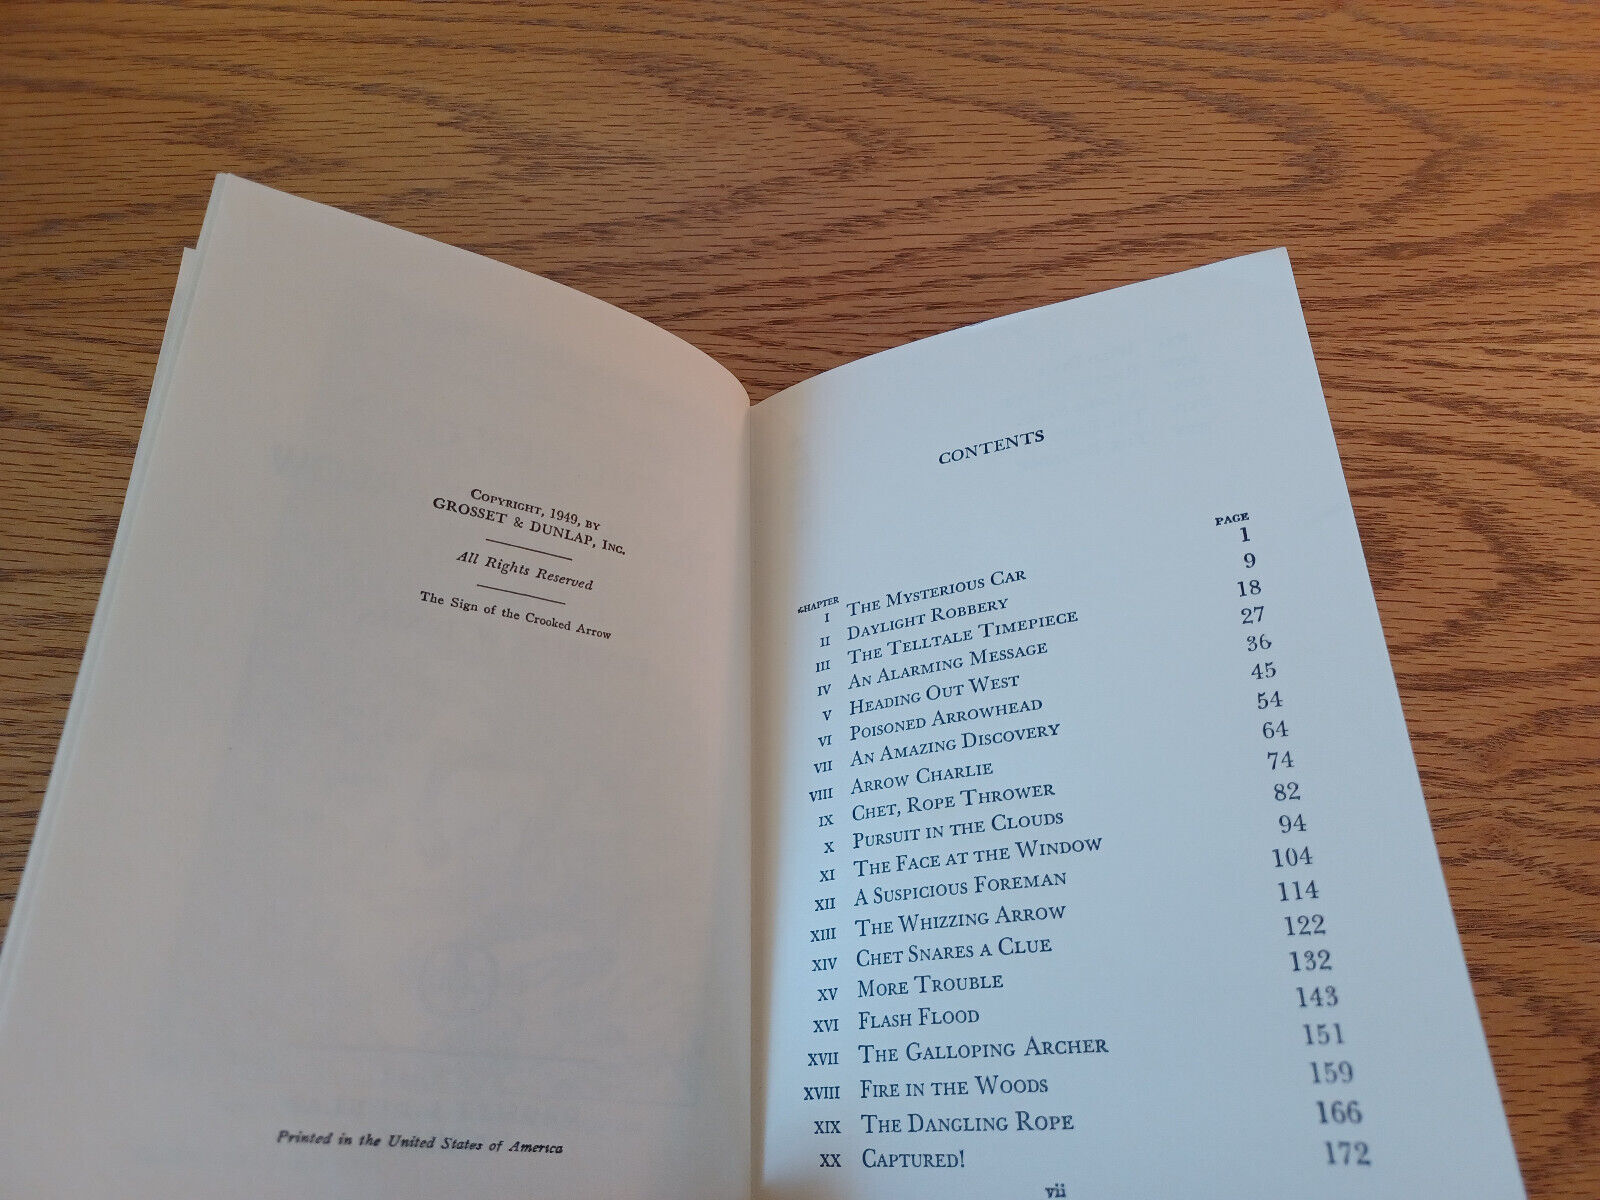 COPYRIGHT, 1949, BY
GROSSET & DUNLAP, INC.
All Rights Reserved
The Sign of the Crooked Arrow
Printed in the United States of America
CONTENTS
CHAPTER PAGE
I THE MYSTERIOUS CAR 1
II DAYLIGHT ROBBERY 9
III THE TELLTALE TIMEPIECE 18
IV AN ALARMING MESSAGE 27
V HEADING OUT WEST 36
VI POISONED ARROWHEAD 45
VII AN AMAZING DISCOVERY 54
VIII ARROW CHARLIE 64
IX CHET, ROPE THROWER 74
X PURSUIT IN THE CLOUDS 82
XI THE FACE AT THE WINDOW 94
XII A SUSPICIOUS FOREMAN 104
XIII THE WHIZZING ARROW 114
XIV CHET SNARES A CLUE 122
XV MORE TROUBLE 132
XVI FLASH FLOOD 143
XVII THE GALLOPING ARCHER 151
XVIII FIRE IN THE WOODS 159
XIX THE DANGLING ROPE 166
XX CAPTURED! 172
vii